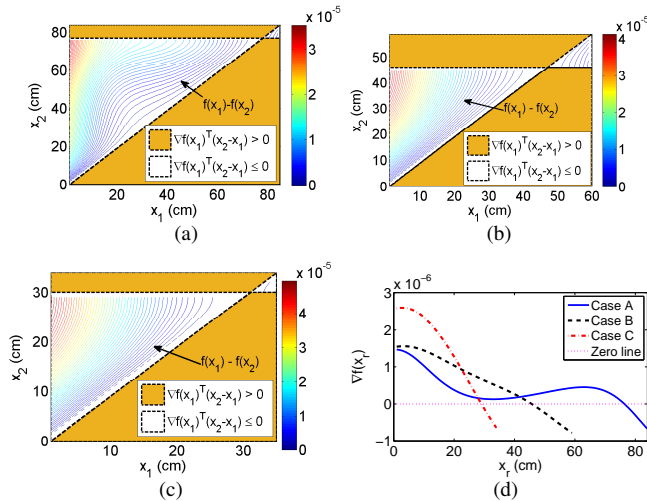 x 10⁻⁵
80
60
40
20
0
x₂ (cm)
f(x₁)-f(x₂)
∇f(x₁)ᵀ(x₂-x₁) > 0
∇f(x₁)ᵀ(x₂-x₁) ≤ 0
20 40 60 80
x₁ (cm)
3
2
1
0
(a)
x 10⁻⁵
50
40
30
20
10
0
x₂ (cm)
f(x₁) - f(x₂)
∇f(x₁)ᵀ(x₂-x₁) > 0
∇f(x₁)ᵀ(x₂-x₁) ≤ 0
10 20 30 40 50 60
x₁ (cm)
4
3
2
1
0
(b)
x 10⁻⁵
30
20
10
0
x₂ (cm)
f(x₁) - f(x₂)
∇f(x₁)ᵀ(x₂-x₁) > 0
∇f(x₁)ᵀ(x₂-x₁) ≤ 0
10 20 30
x₁ (cm)
4
3
2
1
0
(c)
x 10⁻⁶
3
2
1
0
−1
∇f(xᵣ)
Case A
Case B
Case C
Zero line
0 20 40 60 80
xᵣ (cm)
(d)